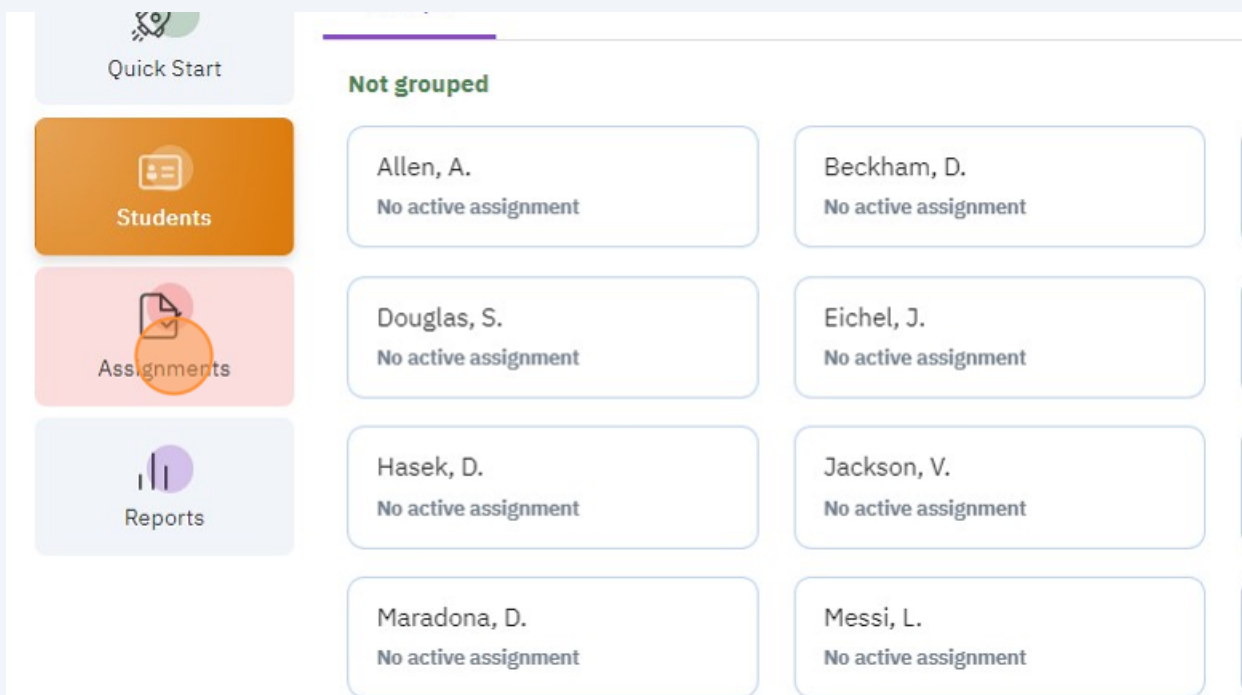 Quick Start
Students
Assignments
Reports
Not grouped
Allen, A.
No active assignment
Beckham, D.
No active assignment
Douglas, S.
No active assignment
Eichel, J.
No active assignment
Hasek, D.
No active assignment
Jackson, V.
No active assignment
Maradona, D.
No active assignment
Messi, L.
No active assignment